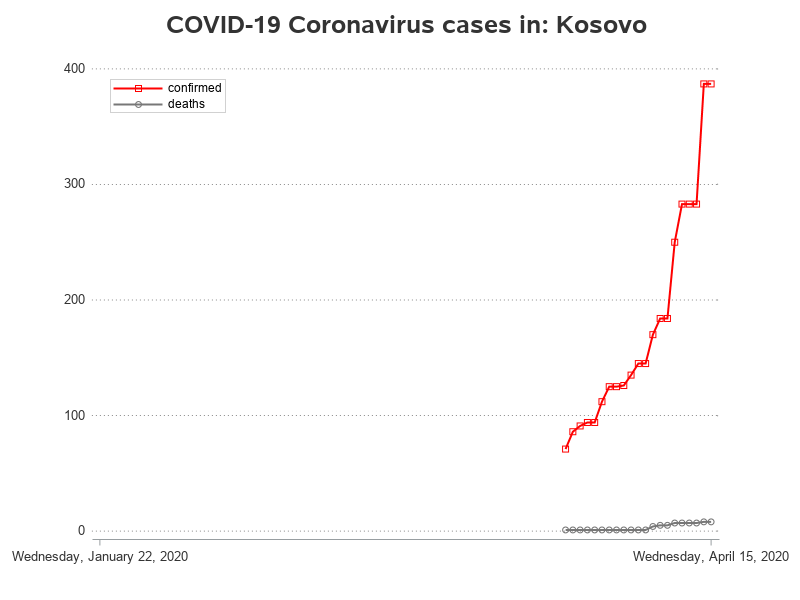 COVID-19 Coronavirus cases in: Kosovo
400
confirmed
deaths
300
200
100
0
Wednesday, January 22, 2020 Wednesday, April 15, 2020